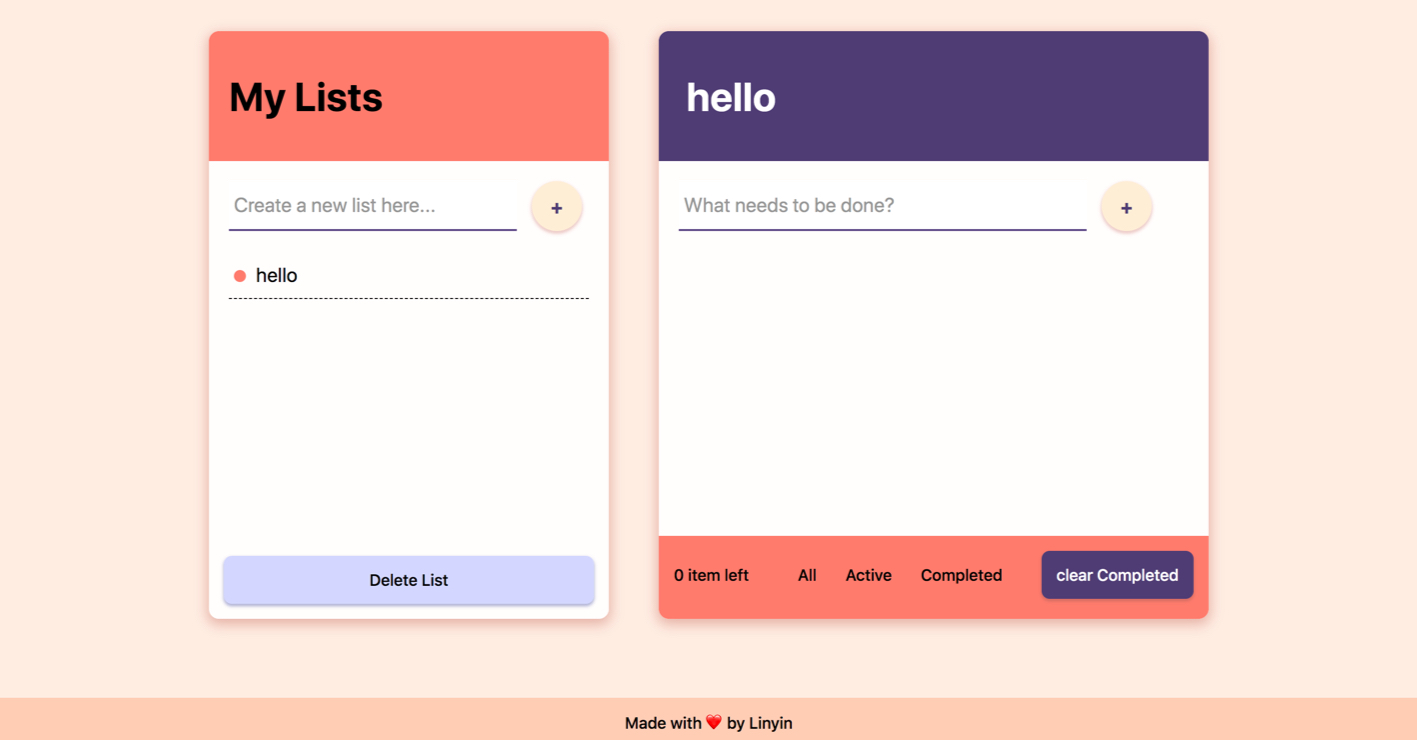 My Lists
Create a new list here...
+
hello
Delete List
hello
What needs to be done?
+
0 item left All Active Completed clear Completed
Made with ❤️ by Linyin